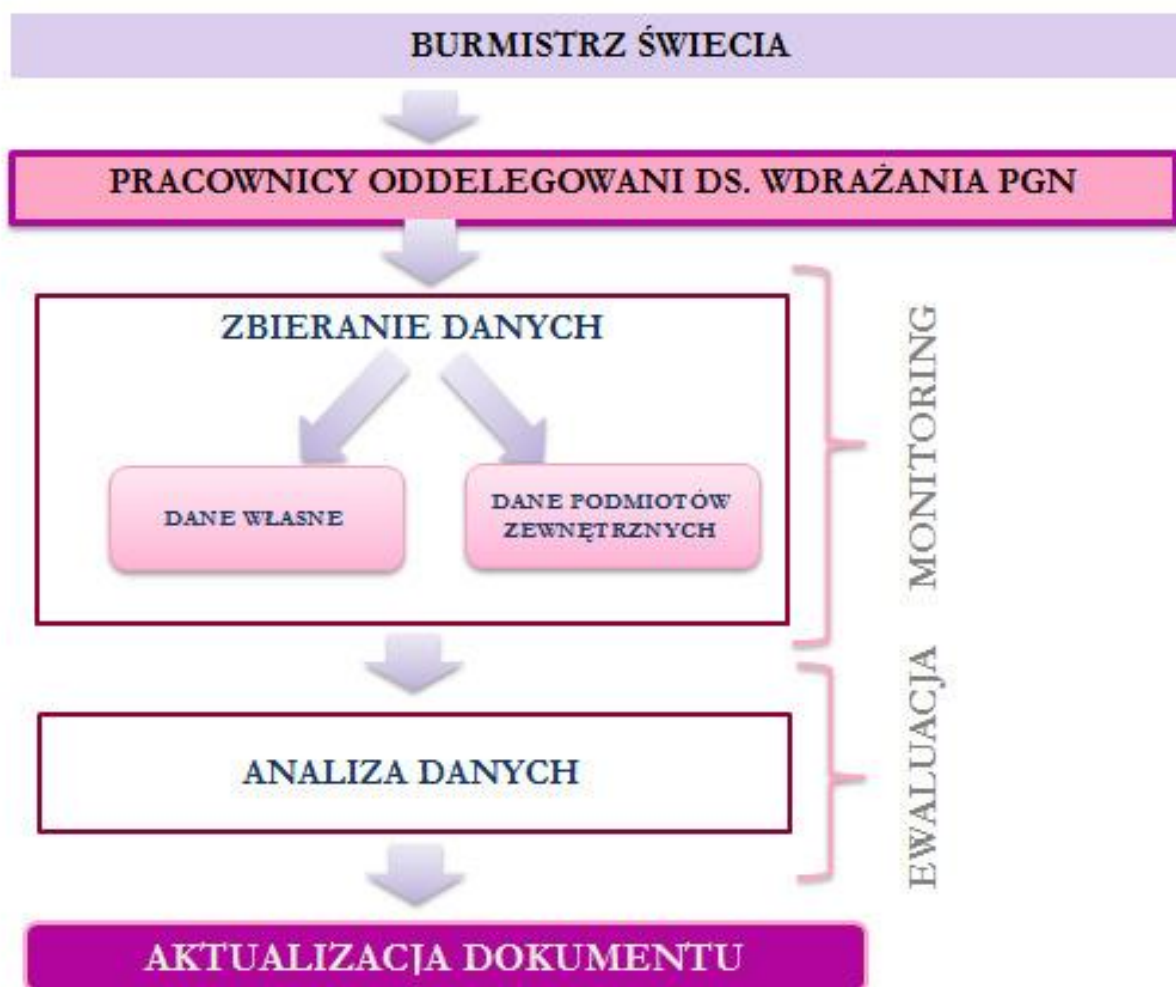 BURMISTRZ ŚWIECIA
PRACOWNICY ODDELEGOWANI DS. WDRAŻANIA PGN
ZBIERANIE DANYCH
DANE WŁASNE
DANE PODMIOTÓW
ZEWNĘTRZNYCH
MONITORING
ANALIZA DANYCH
EWALUACJA
AKTUALIZACJA DOKUMENTU